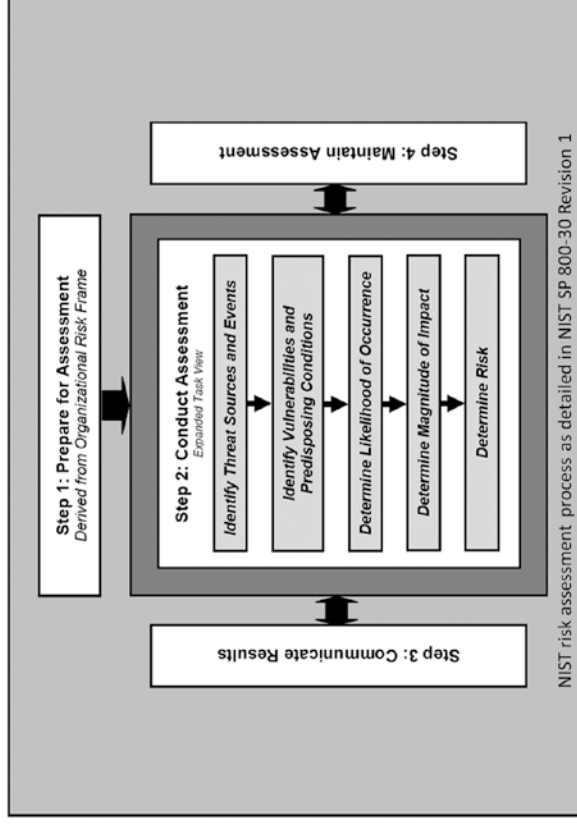 Step 1: Prepare for Assessment
Derived from Organizational Risk Frame
Step 2: Conduct Assessment
Expanded Task View
Identify Threat Sources and Events
Identify Vulnerabilities and
Predisposing Conditions
Determine Likelihood of Occurrence
Determine Magnitude of Impact
Determine Risk
Step 3: Communicate Results
Step 4: Maintain Assessment
NIST risk assessment process as detailed in NIST SP 800-30 Revision 1